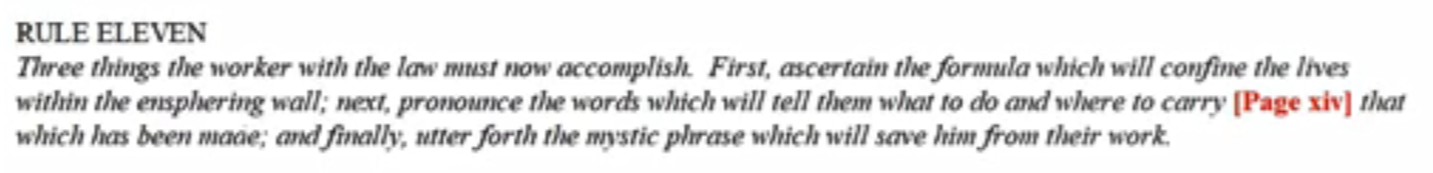 RULE ELEVEN
Three things the worker with the law must now accomplish.  First, ascertain the formula which will confine the lives
within the ensphering wall; next, pronounce the words which will tell them what to do and where to carry [Page xiv] that
which has been made; and finally, utter forth the mystic phrase which will save him from their work.